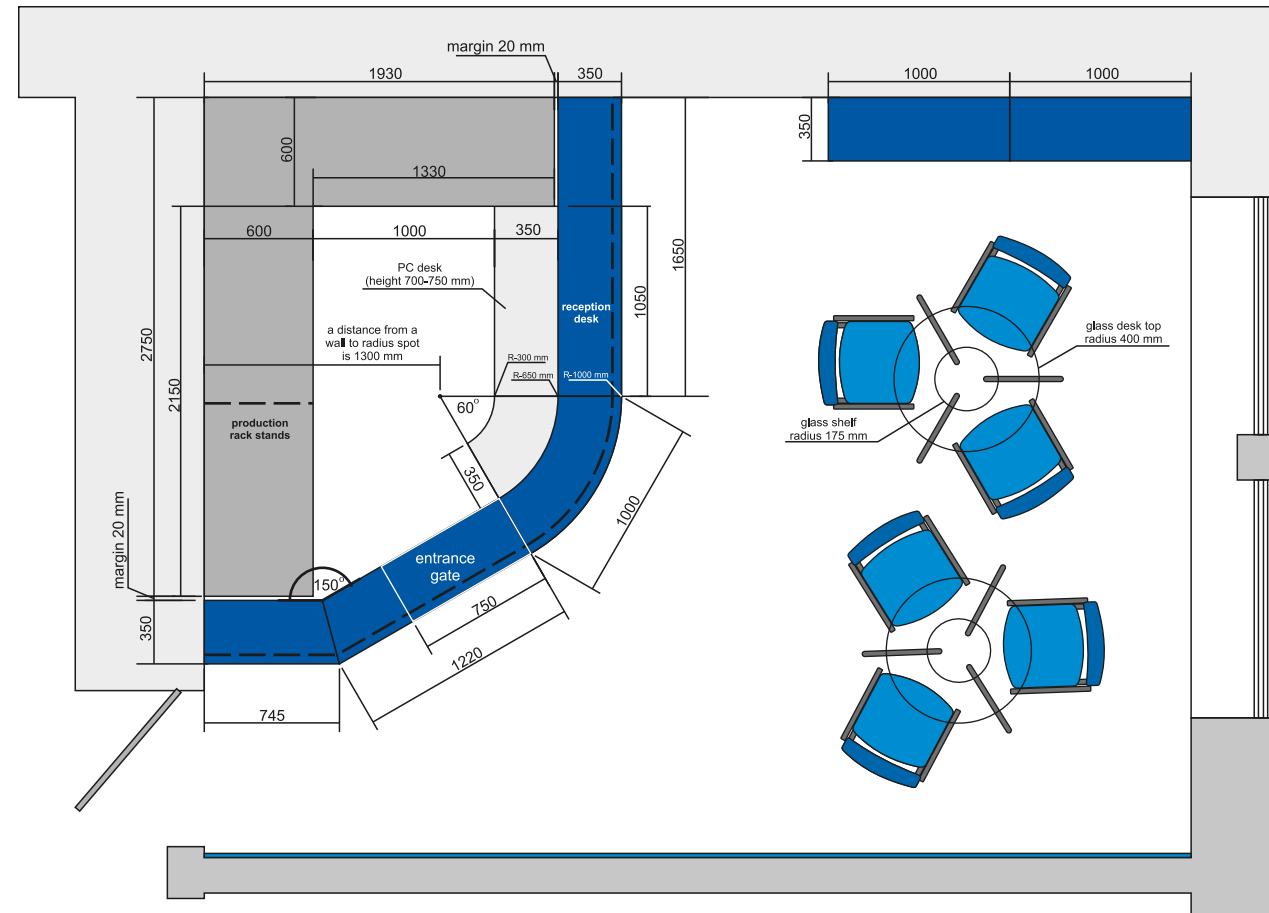 margin 20 mm
1930
350
1000
1000
350
600
1330
2750
2150
600
1000
350
1650
1050
PC desk
(height 700-750 mm)
reception
desk
a distance from a
wall to radius spot
is 1300 mm
R-300 mm
R-650 mm
R-1000 mm
60°
glass desk top
radius 400 mm
glass shelf
radius 175 mm
production
rack stands
350
1000
margin 20 mm
150°
entrance
gate
750
1220
350
745